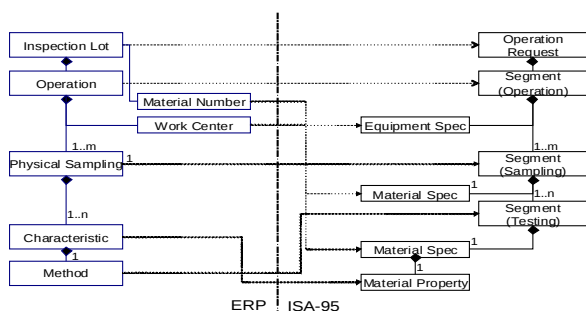 Inspection Lot
Operation
Request
Operation
Segment
(Operation)
Material Number
Work Center
Equipment Spec
1..m
1..m
Physical Sampling
1
Segment
(Sampling)
Material Spec
1
1..n
1..n
Segment
(Testing)
Characteristic
1
Material Spec
1
Method
1
Material Property
ERP
ISA-95